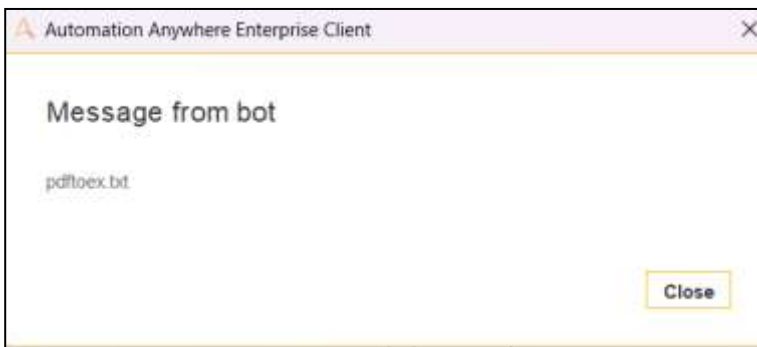 Automation Anywhere Enterprise Client
Message from bot
pdftoex.txt
Close